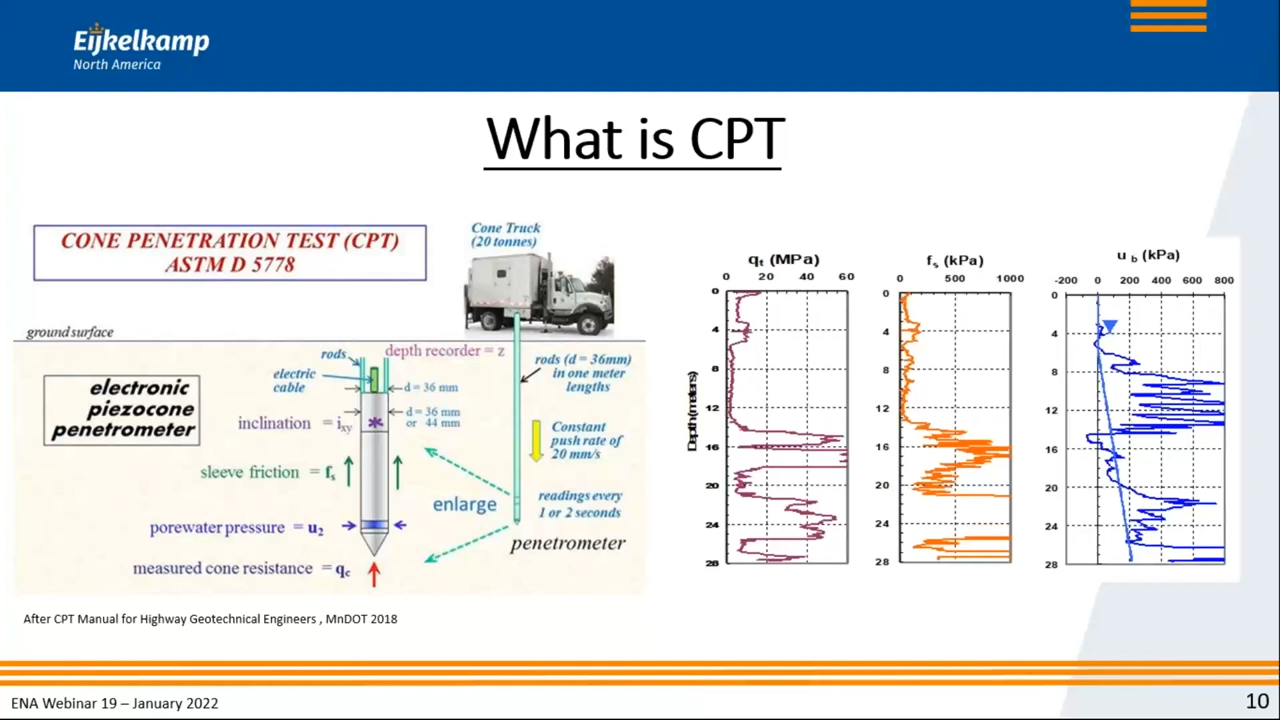 Eijkelkamp
North America
What is CPT
CONE PENETRATION TEST (CPT)
ASTM D 5778
Cone Truck
(20 tonnes)
ground surface
rods
depth recorder = z
electric
cable
d = 36 mm
rods (d = 36mm)
in one meter
lengths
electronic
piezocone
penetrometer
inclination = ixy
d = 36 mm
or 44 mm
Constant
push rate of
20 mm/s
sleeve friction = fs
enlarge
readings every
1 or 2 seconds
porewater pressure = u2
penetrometer
measured cone resistance = qc
qt (MPa)
0 20 40 60
Depth (meters)
0
4
8
12
16
20
24
28
fs (kPa)
0 500 1000
0
4
8
12
16
20
24
28
u b (kPa)
-200 0 200 400 600 800
0
4
8
12
16
20
24
28
After CPT Manual for Highway Geotechnical Engineers , MnDOT 2018
ENA Webinar 19 – January 2022
10